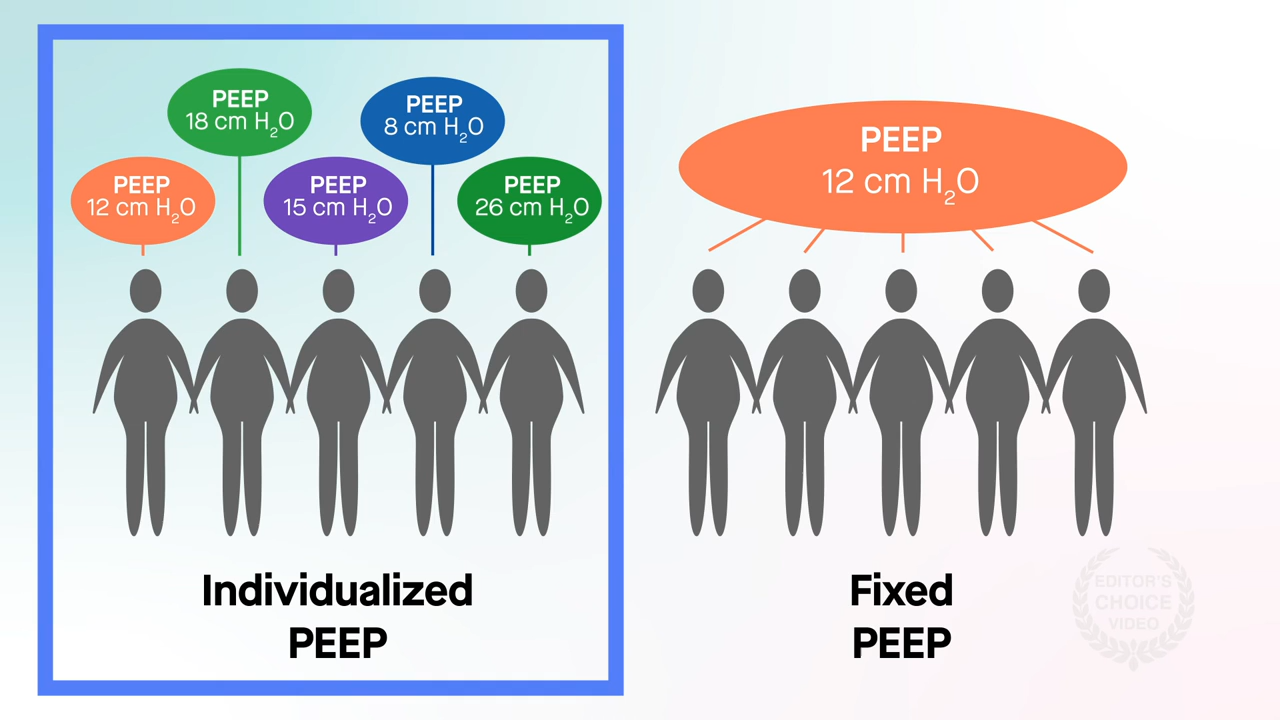 PEEP
18 cm H₂O
PEEP
8 cm H₂O
PEEP
12 cm H₂O
PEEP
15 cm H₂O
PEEP
26 cm H₂O
Individualized
PEEP
PEEP
12 cm H₂O
Fixed
PEEP
EDITOR'S
CHOICE
VIDEO